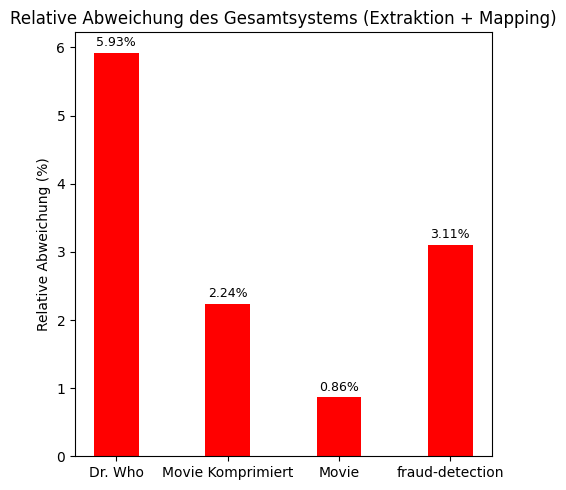 Relative Abweichung des Gesamtsystems (Extraktion + Mapping)
Relative Abweichung (%)
6
5
4
3
2
1
0
5.93%
2.24%
0.86%
3.11%
Dr. Who
Movie Komprimiert
Movie
fraud-detection